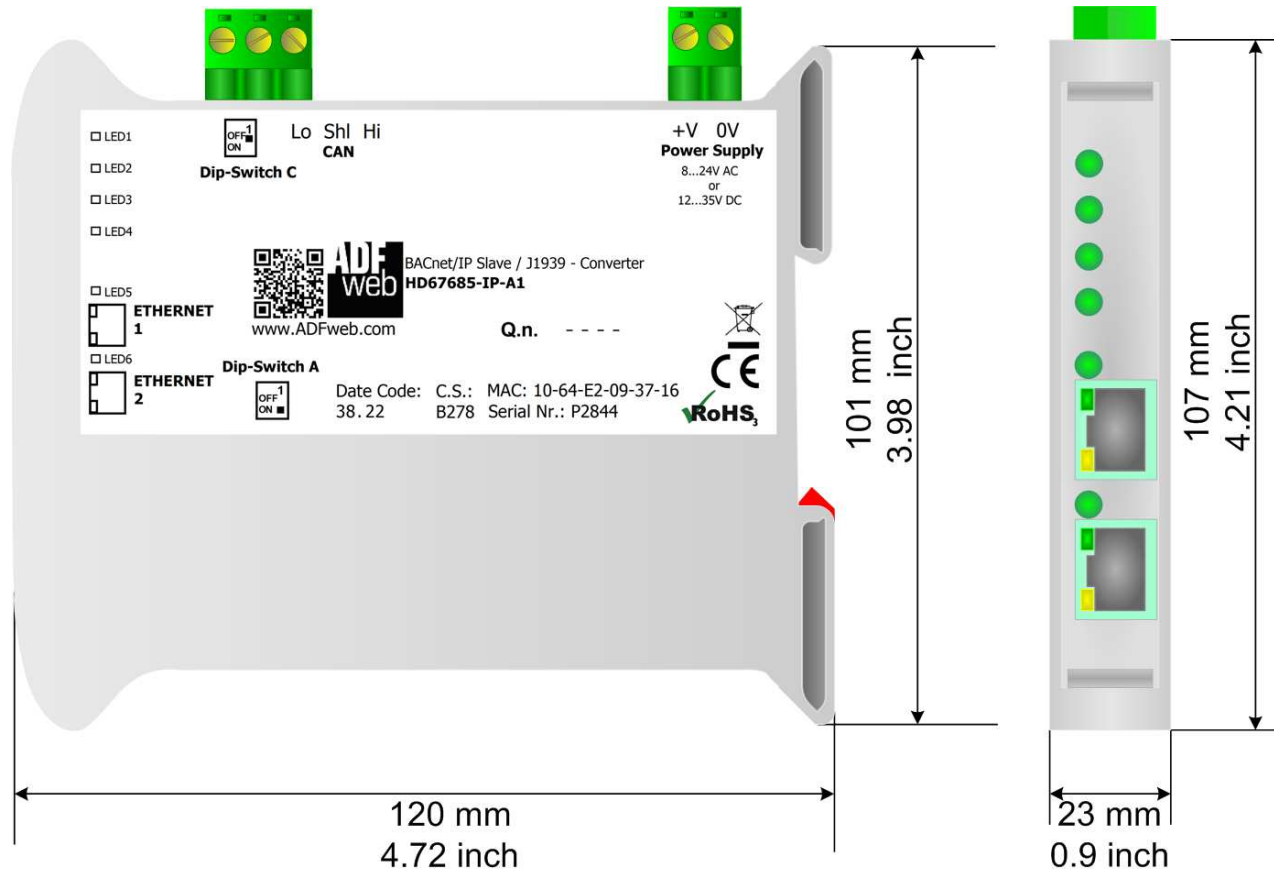 LED1
LED2
LED3
LED4
LED5
LED6
OFF 1
ON
Dip-Switch C
Lo Shl Hi
CAN
+V 0V
Power Supply
8...24V AC
or
12...35V DC
ADF
web
www.ADFweb.com
BACnet/IP Slave / J1939 - Converter
HD67685-IP-A1
Q.n. - - - -
ETHERNET
1
ETHERNET
2
Dip-Switch A
OFF 1
ON
Date Code: C.S.: MAC: 10-64-E2-09-37-16
38.22 B278 Serial Nr.: P2844
CE
RoHS3
101 mm
3.98 inch
107 mm
4.21 inch
120 mm
4.72 inch
23 mm
0.9 inch